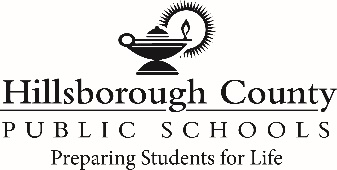 Hillsborough County
PUBLIC SCHOOLS
Preparing Students for Life